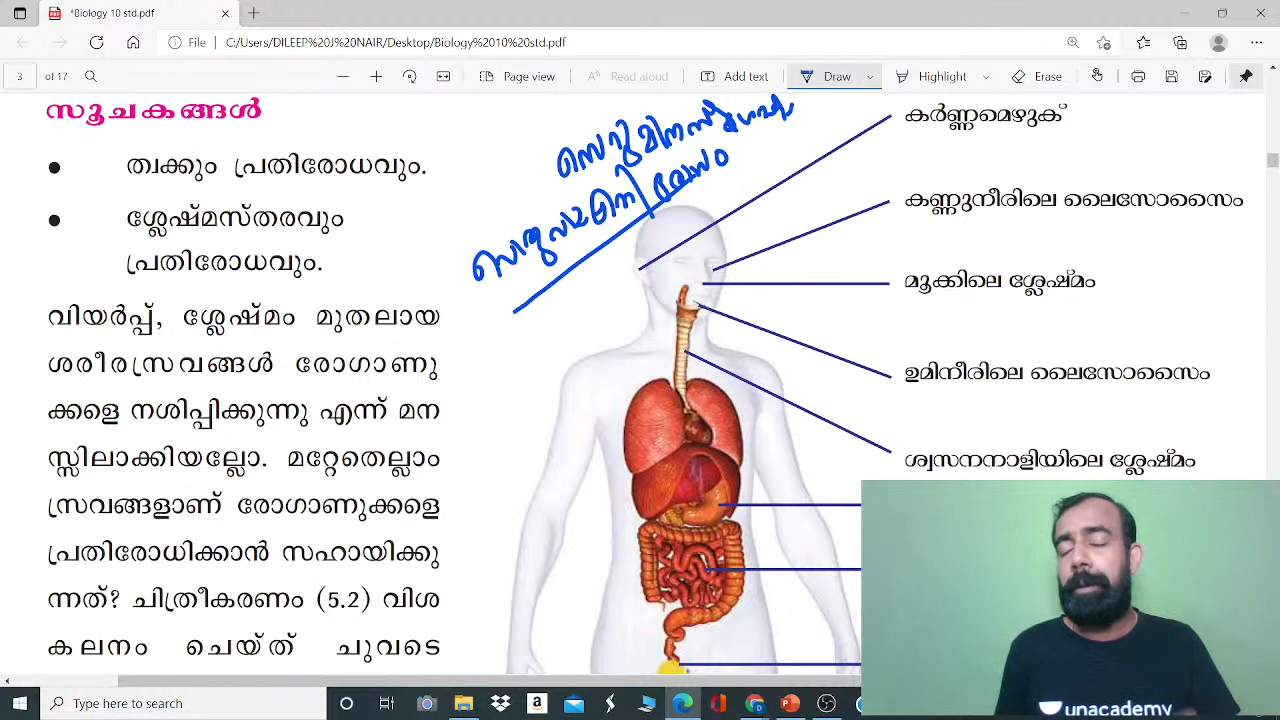 *Biology 10 std.pdf
File C:/Users/DILEEP%20J%20NAIR/Desktop/Biology%2010%20std.pdf
3 of 17 Page view Read aloud Add text Draw Highlight Erase
സൂചകങ്ങൾ
• ത്വക്കും പ്രതിരോധവും.
• ശ്ലേഷ്മസ്തരവും
പ്രതിരോധവും.
വിയർപ്പ്, ശ്ലേഷ്മം മുതലായ
ശരീരസ്രവങ്ങൾ രോഗാണു
ക്കളെ നശിപ്പിക്കുന്നു എന്ന് മന
സ്സിലാക്കിയല്ലോ. മറ്റേതെല്ലാം
സ്രവങ്ങളാണ് രോഗാണുക്കളെ
പ്രതിരോധിക്കാൻ സഹായിക്കു
ന്നത്? ചിത്രീകരണം (5.2) വിശ
കലനം ചെയ്ത് ചുവടെ
കർണ്ണമെഴുക്
കണ്ണുനീരിലെ ലൈസോസൈം
മൂക്കിലെ ശ്ലേഷ്മം
ഉമിനീരിലെ ലൈസോസൈം
ശ്വസനനാളിയിലെ ശ്ലേഷ്മം
unacademy
Type here to search